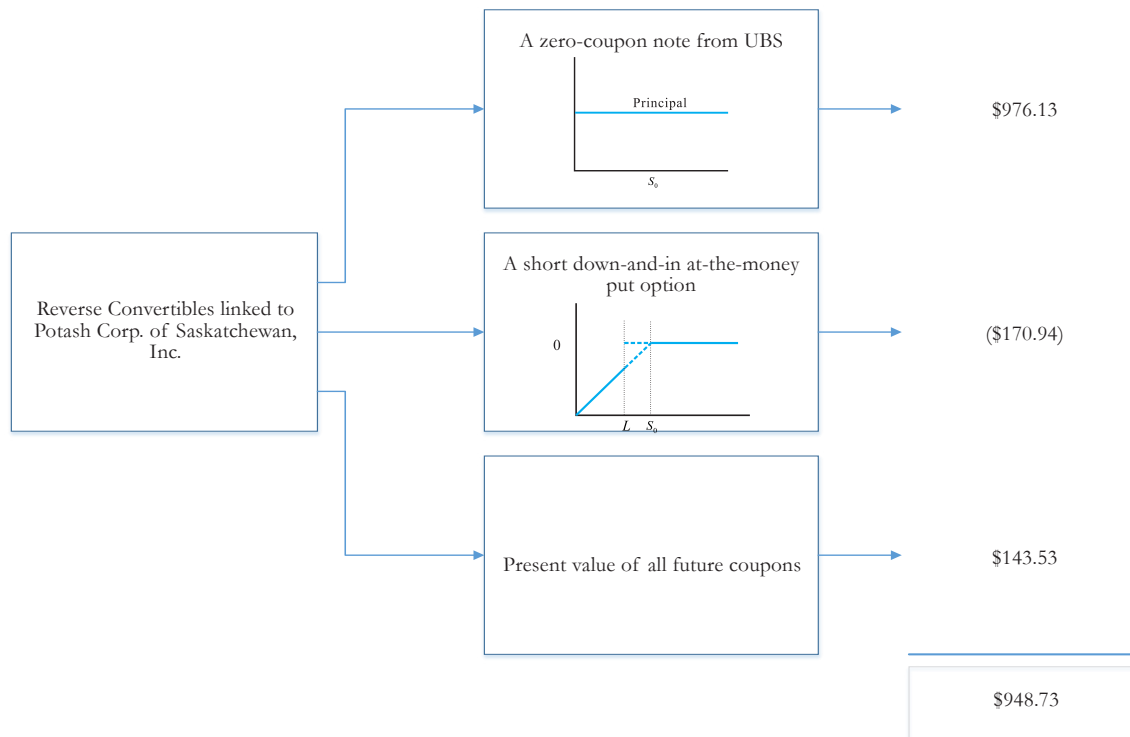 A zero-coupon note from UBS
Principal
S₀
$976.13
Reverse Convertibles linked to
Potash Corp. of Saskatchewan,
Inc.
A short down-and-in at-the-money
put option
0
L S₀
($170.94)
Present value of all future coupons
$143.53
$948.73